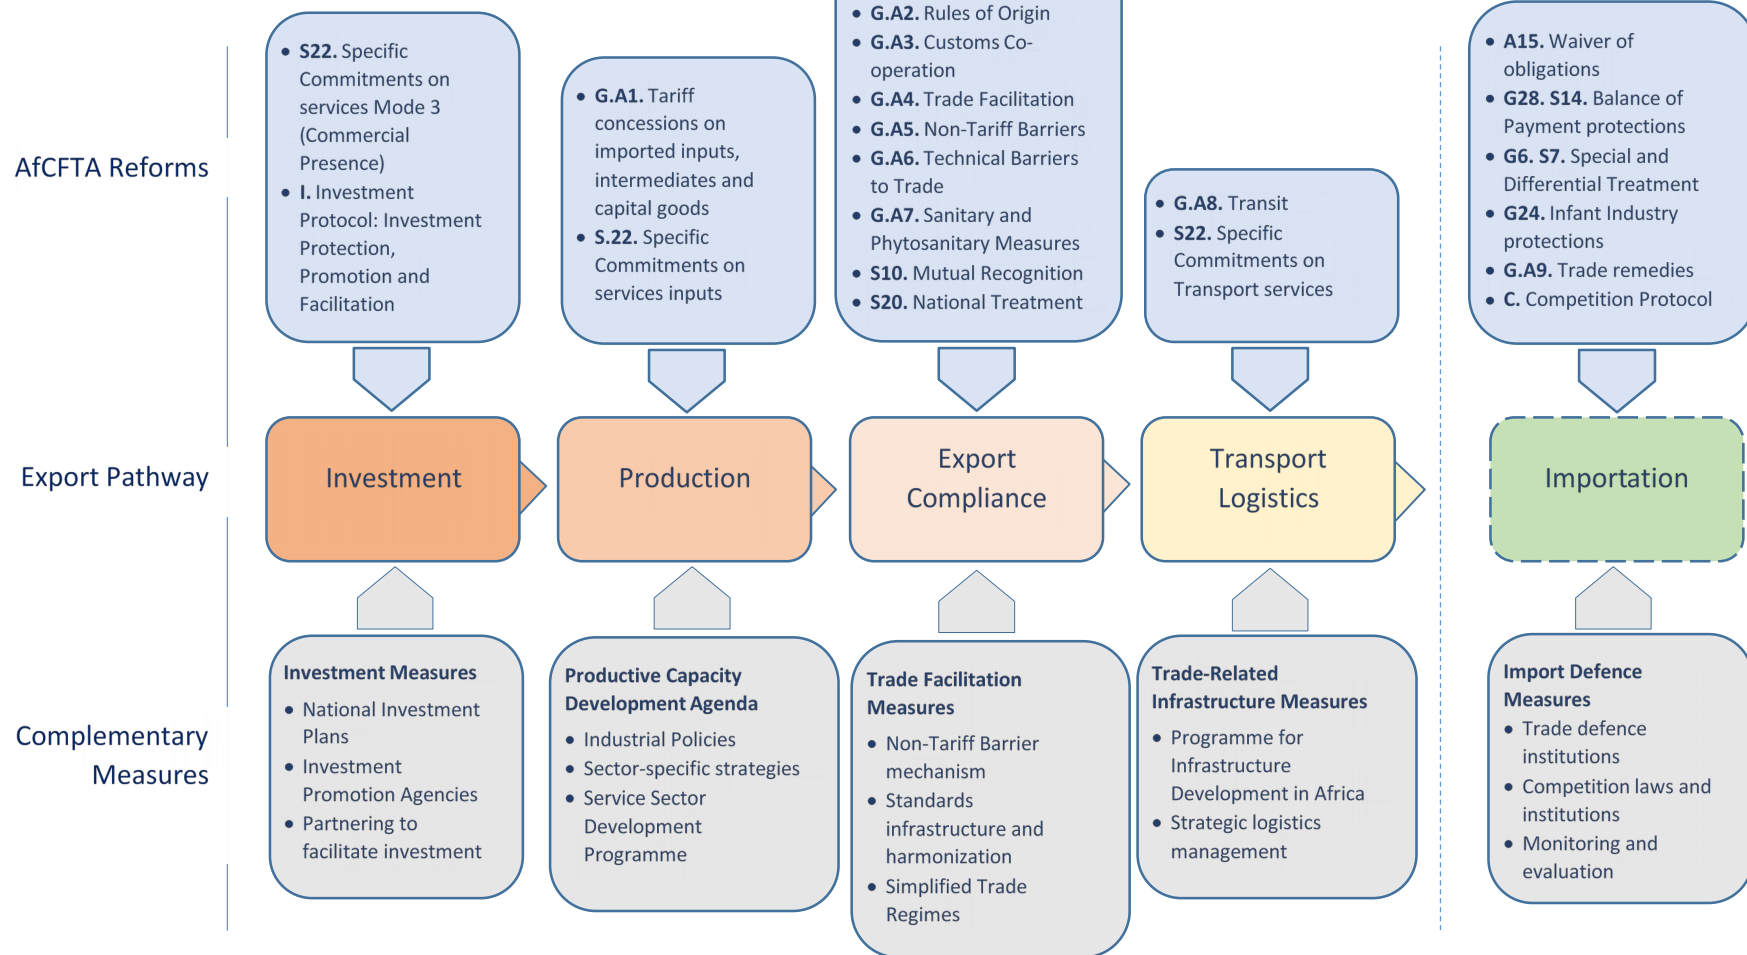 AfCFTA Reforms
• S22. Specific
Commitments on
services Mode 3
(Commercial
Presence)
• I. Investment
Protocol: Investment
Protection,
Promotion and
Facilitation
• G.A1. Tariff
concessions on
imported inputs,
intermediates and
capital goods
• S.22. Specific
Commitments on
services inputs
• G.A2. Rules of Origin
• G.A3. Customs Co-
operation
• G.A4. Trade Facilitation
• G.A5. Non-Tariff Barriers
• G.A6. Technical Barriers
to Trade
• G.A7. Sanitary and
Phytosanitary Measures
• S10. Mutual Recognition
• S20. National Treatment
• G.A8. Transit
• S22. Specific
Commitments on
Transport services
• A15. Waiver of
obligations
• G28. S14. Balance of
Payment protections
• G6. S7. Special and
Differential Treatment
• G24. Infant Industry
protections
• G.A9. Trade remedies
• C. Competition Protocol
Export Pathway
Investment
Production
Export
Compliance
Transport
Logistics
Importation
Complementary
Measures
Investment Measures
• National Investment
Plans
• Investment
Promotion Agencies
• Partnering to
facilitate investment
Productive Capacity
Development Agenda
• Industrial Policies
• Sector-specific strategies
• Service Sector
Development
Programme
Trade Facilitation
Measures
• Non-Tariff Barrier
mechanism
• Standards
infrastructure and
harmonization
• Simplified Trade
Regimes
Trade-Related
Infrastructure Measures
• Programme for
Infrastructure
Development in Africa
• Strategic logistics
management
Import Defence
Measures
• Trade defence
institutions
• Competition laws and
institutions
• Monitoring and
evaluation